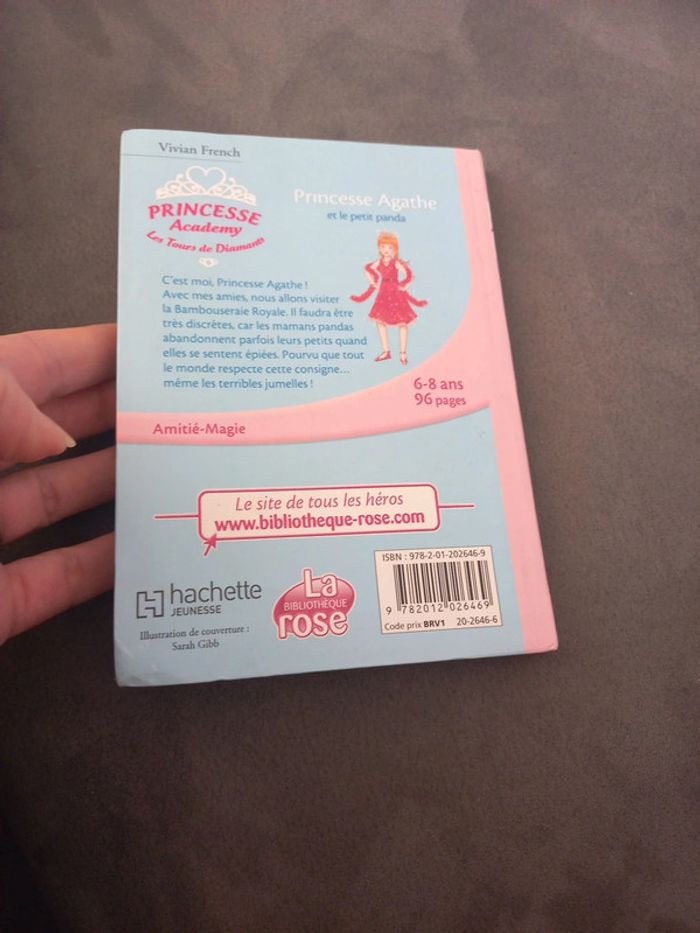 Vivian French
PRINCESSE
Academy
Les Tours de Diamants
Princesse Agathe
et le petit panda
C'est moi, Princesse Agathe !
Avec mes amies, nous allons visiter
la Bambouseraie Royale. Il faudra être
très discrètes, car les mamans pandas
abandonnent parfois leurs petits quand
elles se sentent épiées. Pourvu que tout
le monde respecte cette consigne...
même les terribles jumelles !
6-8 ans
96 pages
Amitié-Magie
Le site de tous les héros
www.bibliotheque-rose.com
hachette
JEUNESSE
Illustration de couverture :
Sarah Gibb
La
BIBLIOTHÈQUE
rose
ISBN : 978-2-01-202646-9
9 782012 026469
Code prix BRV1 20-2646-6